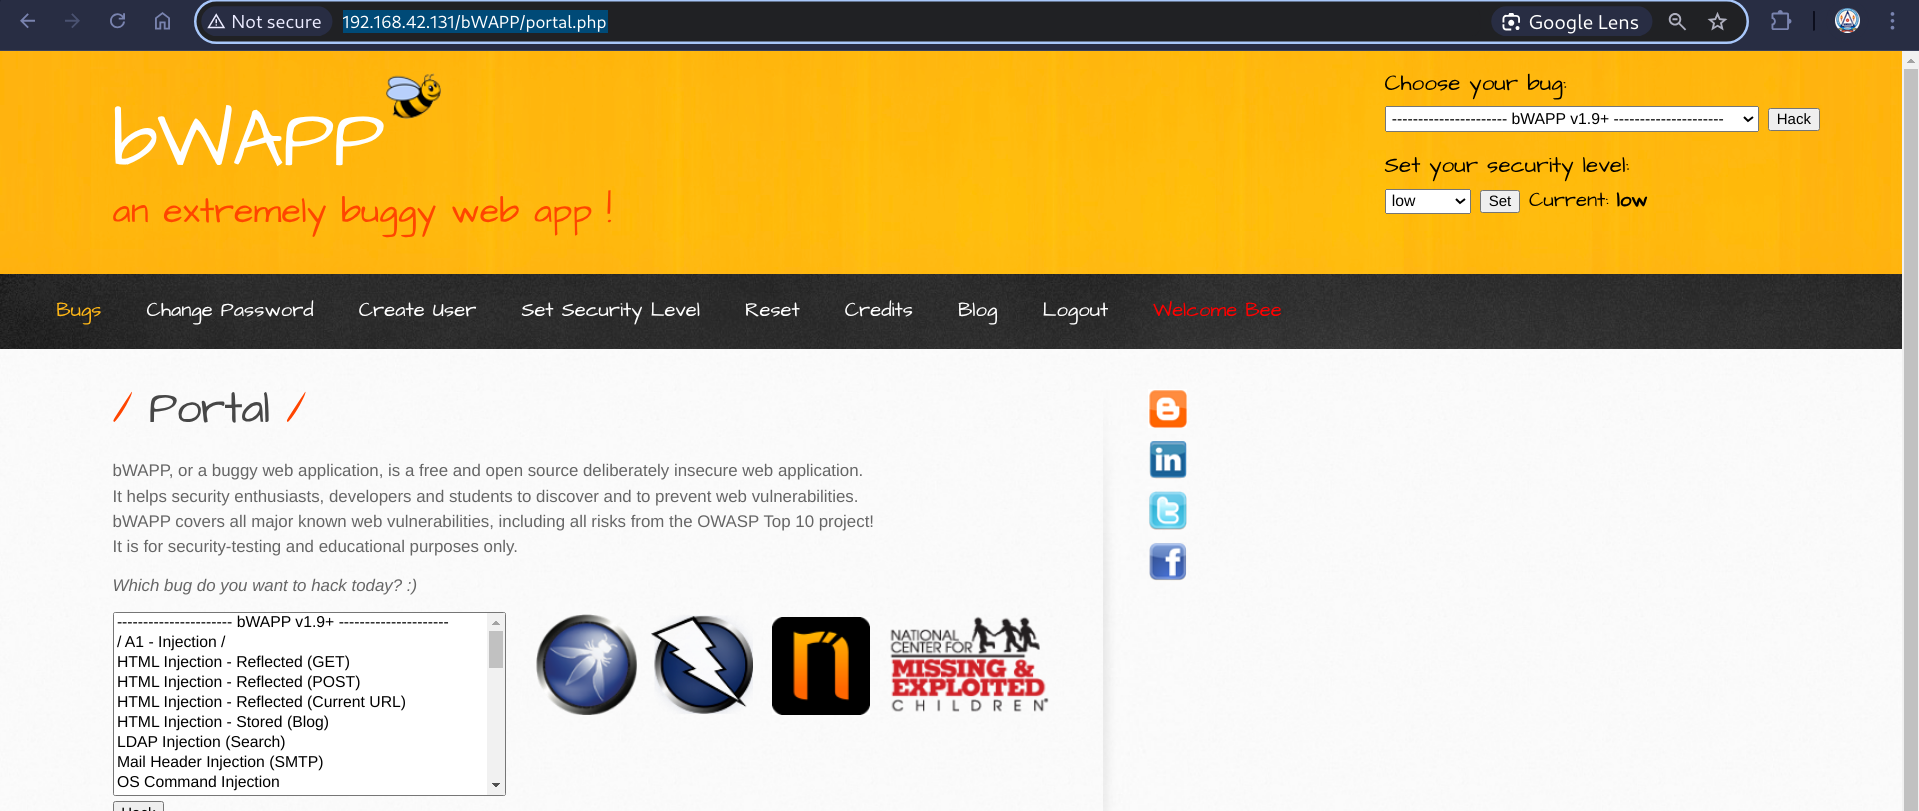 Not secure
192.168.42.131/bWAPP/portal.php
Google Lens
bWAPP
an extremely buggy web app !
Choose your bug:
---------------------- bWAPP v1.9+ ---------------------
Hack
Set your security level:
low
Set
Current: low
Bugs
Change Password
Create User
Set Security Level
Reset
Credits
Blog
Logout
Welcome Bee
/ Portal /
bWAPP, or a buggy web application, is a free and open source deliberately insecure web application.
It helps security enthusiasts, developers and students to discover and to prevent web vulnerabilities.
bWAPP covers all major known web vulnerabilities, including all risks from the OWASP Top 10 project!
It is for security-testing and educational purposes only.
Which bug do you want to hack today? :)
---------------------- bWAPP v1.9+ ---------------------
/ A1 - Injection /
HTML Injection - Reflected (GET)
HTML Injection - Reflected (POST)
HTML Injection - Reflected (Current URL)
HTML Injection - Stored (Blog)
LDAP Injection (Search)
Mail Header Injection (SMTP)
OS Command Injection
Hack
NATIONAL
CENTER FOR
MISSING &
EXPLOITED
CHILDREN®